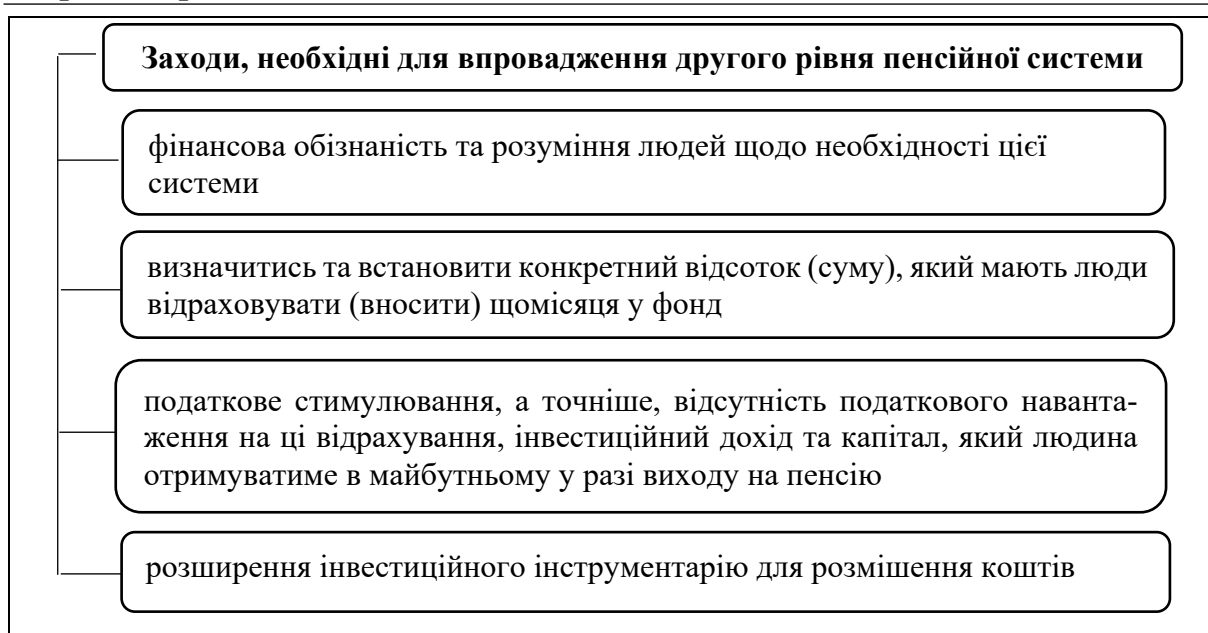 Заходи, необхідні для впровадження другого рівня пенсійної системи
фінансова обізнаність та розуміння людей щодо необхідності цієї
системи
визначитись та встановити конкретний відсоток (суму), який мають люди
відраховувати (вносити) щомісяця у фонд
податкове стимулювання, а точніше, відсутність податкового наванта-
ження на ці відрахування, інвестиційний дохід та капітал, який людина
отримуватиме в майбутньому у разі виходу на пенсію
розширення інвестиційного інструментарію для розмішення коштів